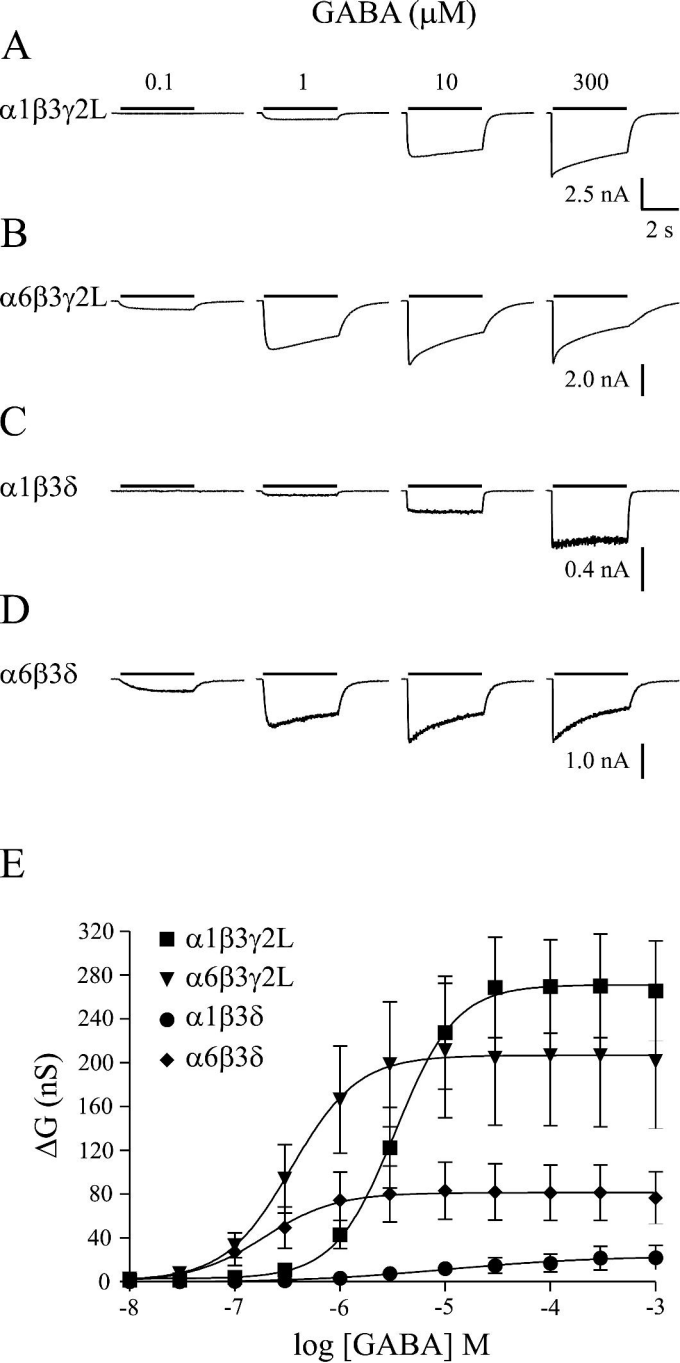 GABA (μM)
A
0.1 1 10 300
α1β3γ2L
2.5 nA
2 s
B
α6β3γ2L
2.0 nA
C
α1β3δ
0.4 nA
D
α6β3δ
1.0 nA
E
320
280
240
200
160
120
80
40
0
ΔG (nS)
α1β3γ2L
α6β3γ2L
α1β3δ
α6β3δ
-8 -7 -6 -5 -4 -3
log [GABA] M